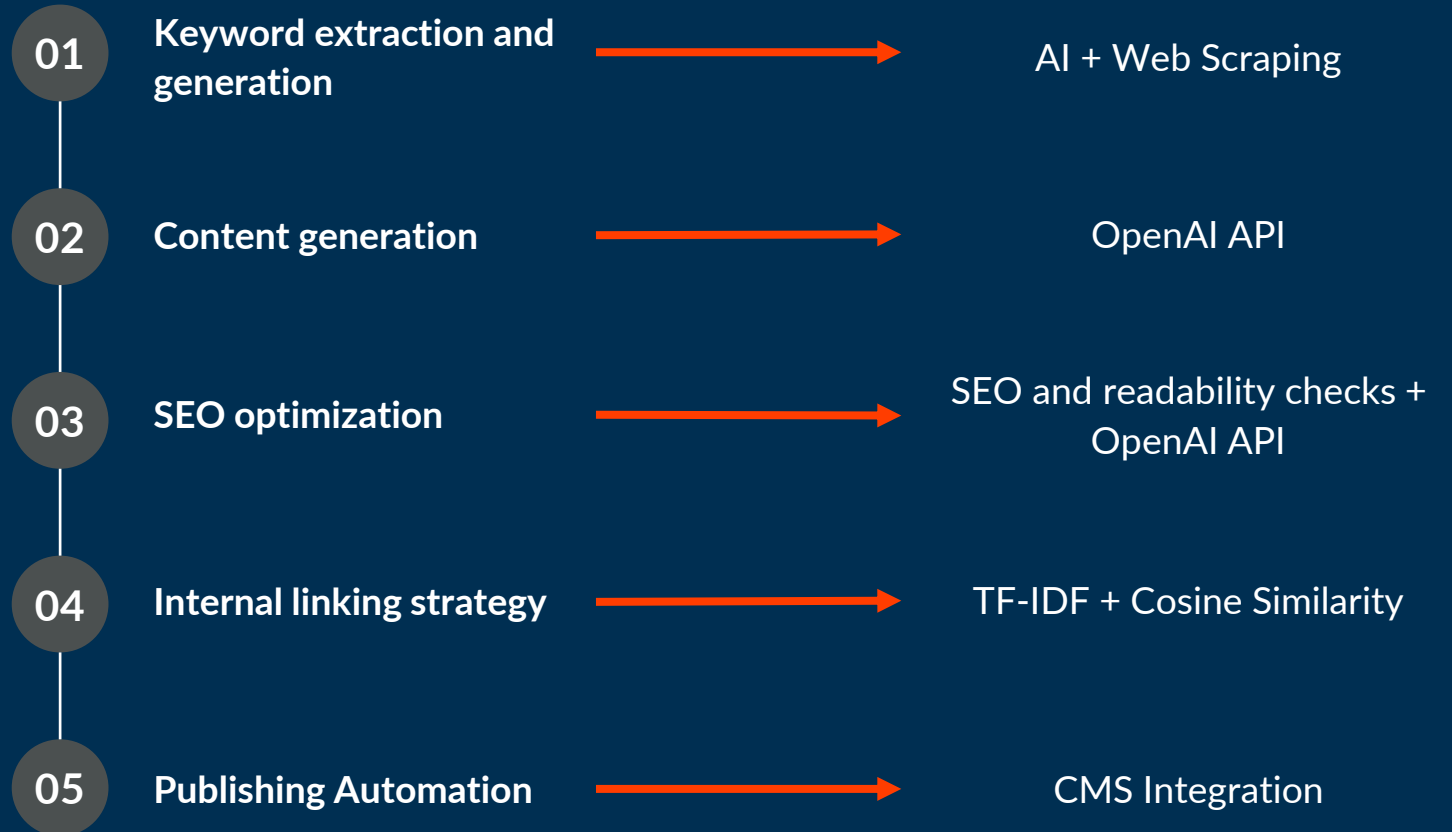 01
Keyword extraction and
generation
AI + Web Scraping
02
Content generation
OpenAI API
03
SEO optimization
SEO and readability checks +
OpenAI API
04
Internal linking strategy
TF-IDF + Cosine Similarity
05
Publishing Automation
CMS Integration